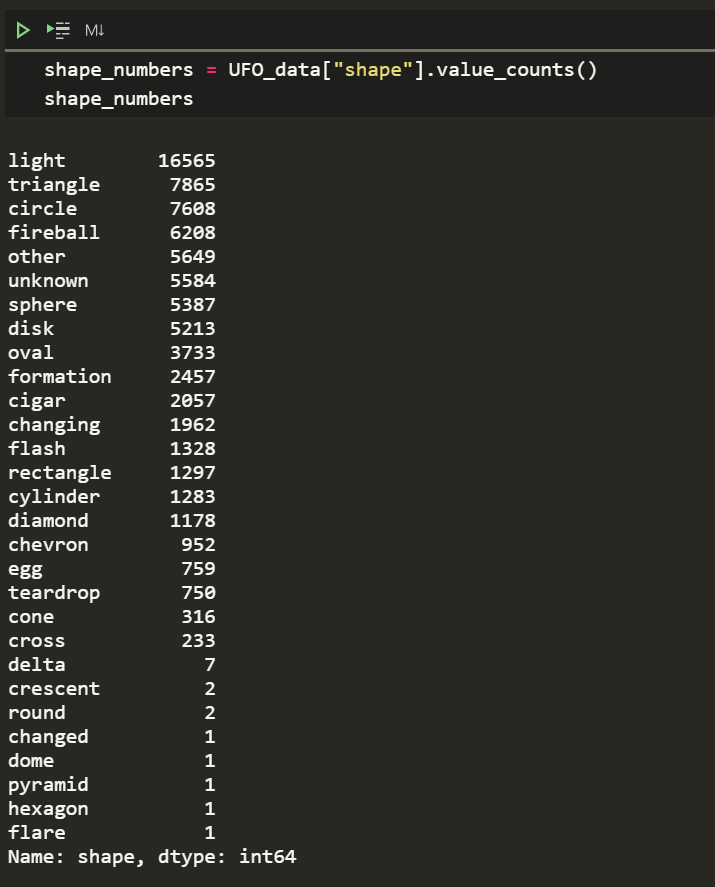 M↓
shape_numbers = UFO_data["shape"].value_counts()
shape_numbers
light 16565
triangle 7865
circle 7608
fireball 6208
other 5649
unknown 5584
sphere 5387
disk 5213
oval 3733
formation 2457
cigar 2057
changing 1962
flash 1328
rectangle 1297
cylinder 1283
diamond 1178
chevron 952
egg 759
teardrop 750
cone 316
cross 233
delta 7
crescent 2
round 2
changed 1
dome 1
pyramid 1
hexagon 1
flare 1
Name: shape, dtype: int64